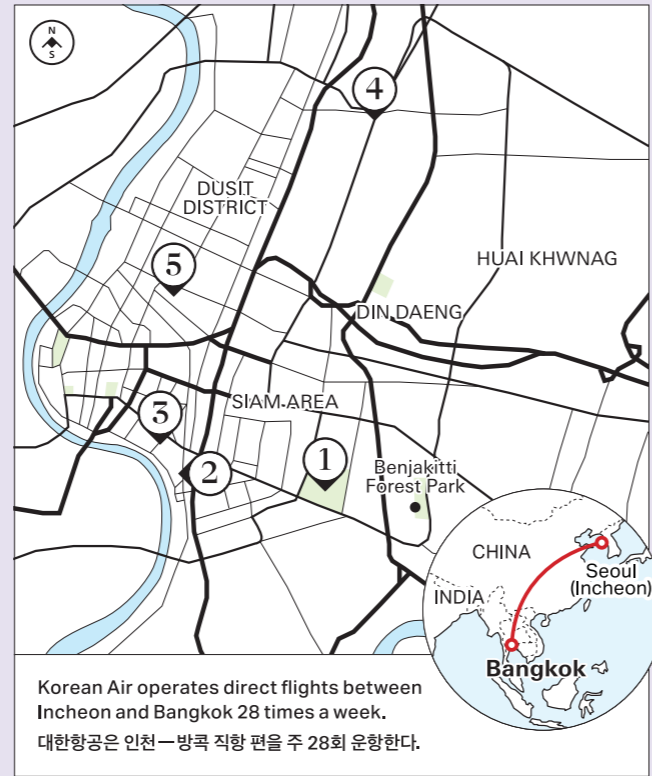 N
S
4
DUSIT
DISTRICT
5
HUAI KHWNAG
DIN DAENG
SIAM AREA
3
2
1
Benjakitti
Forest Park
CHINA
INDIA
Seoul
(Incheon)
Bangkok
Korean Air operates direct flights between
Incheon and Bangkok 28 times a week.
대한항공은 인천—방콕 직항 편을 주 28회 운항한다.